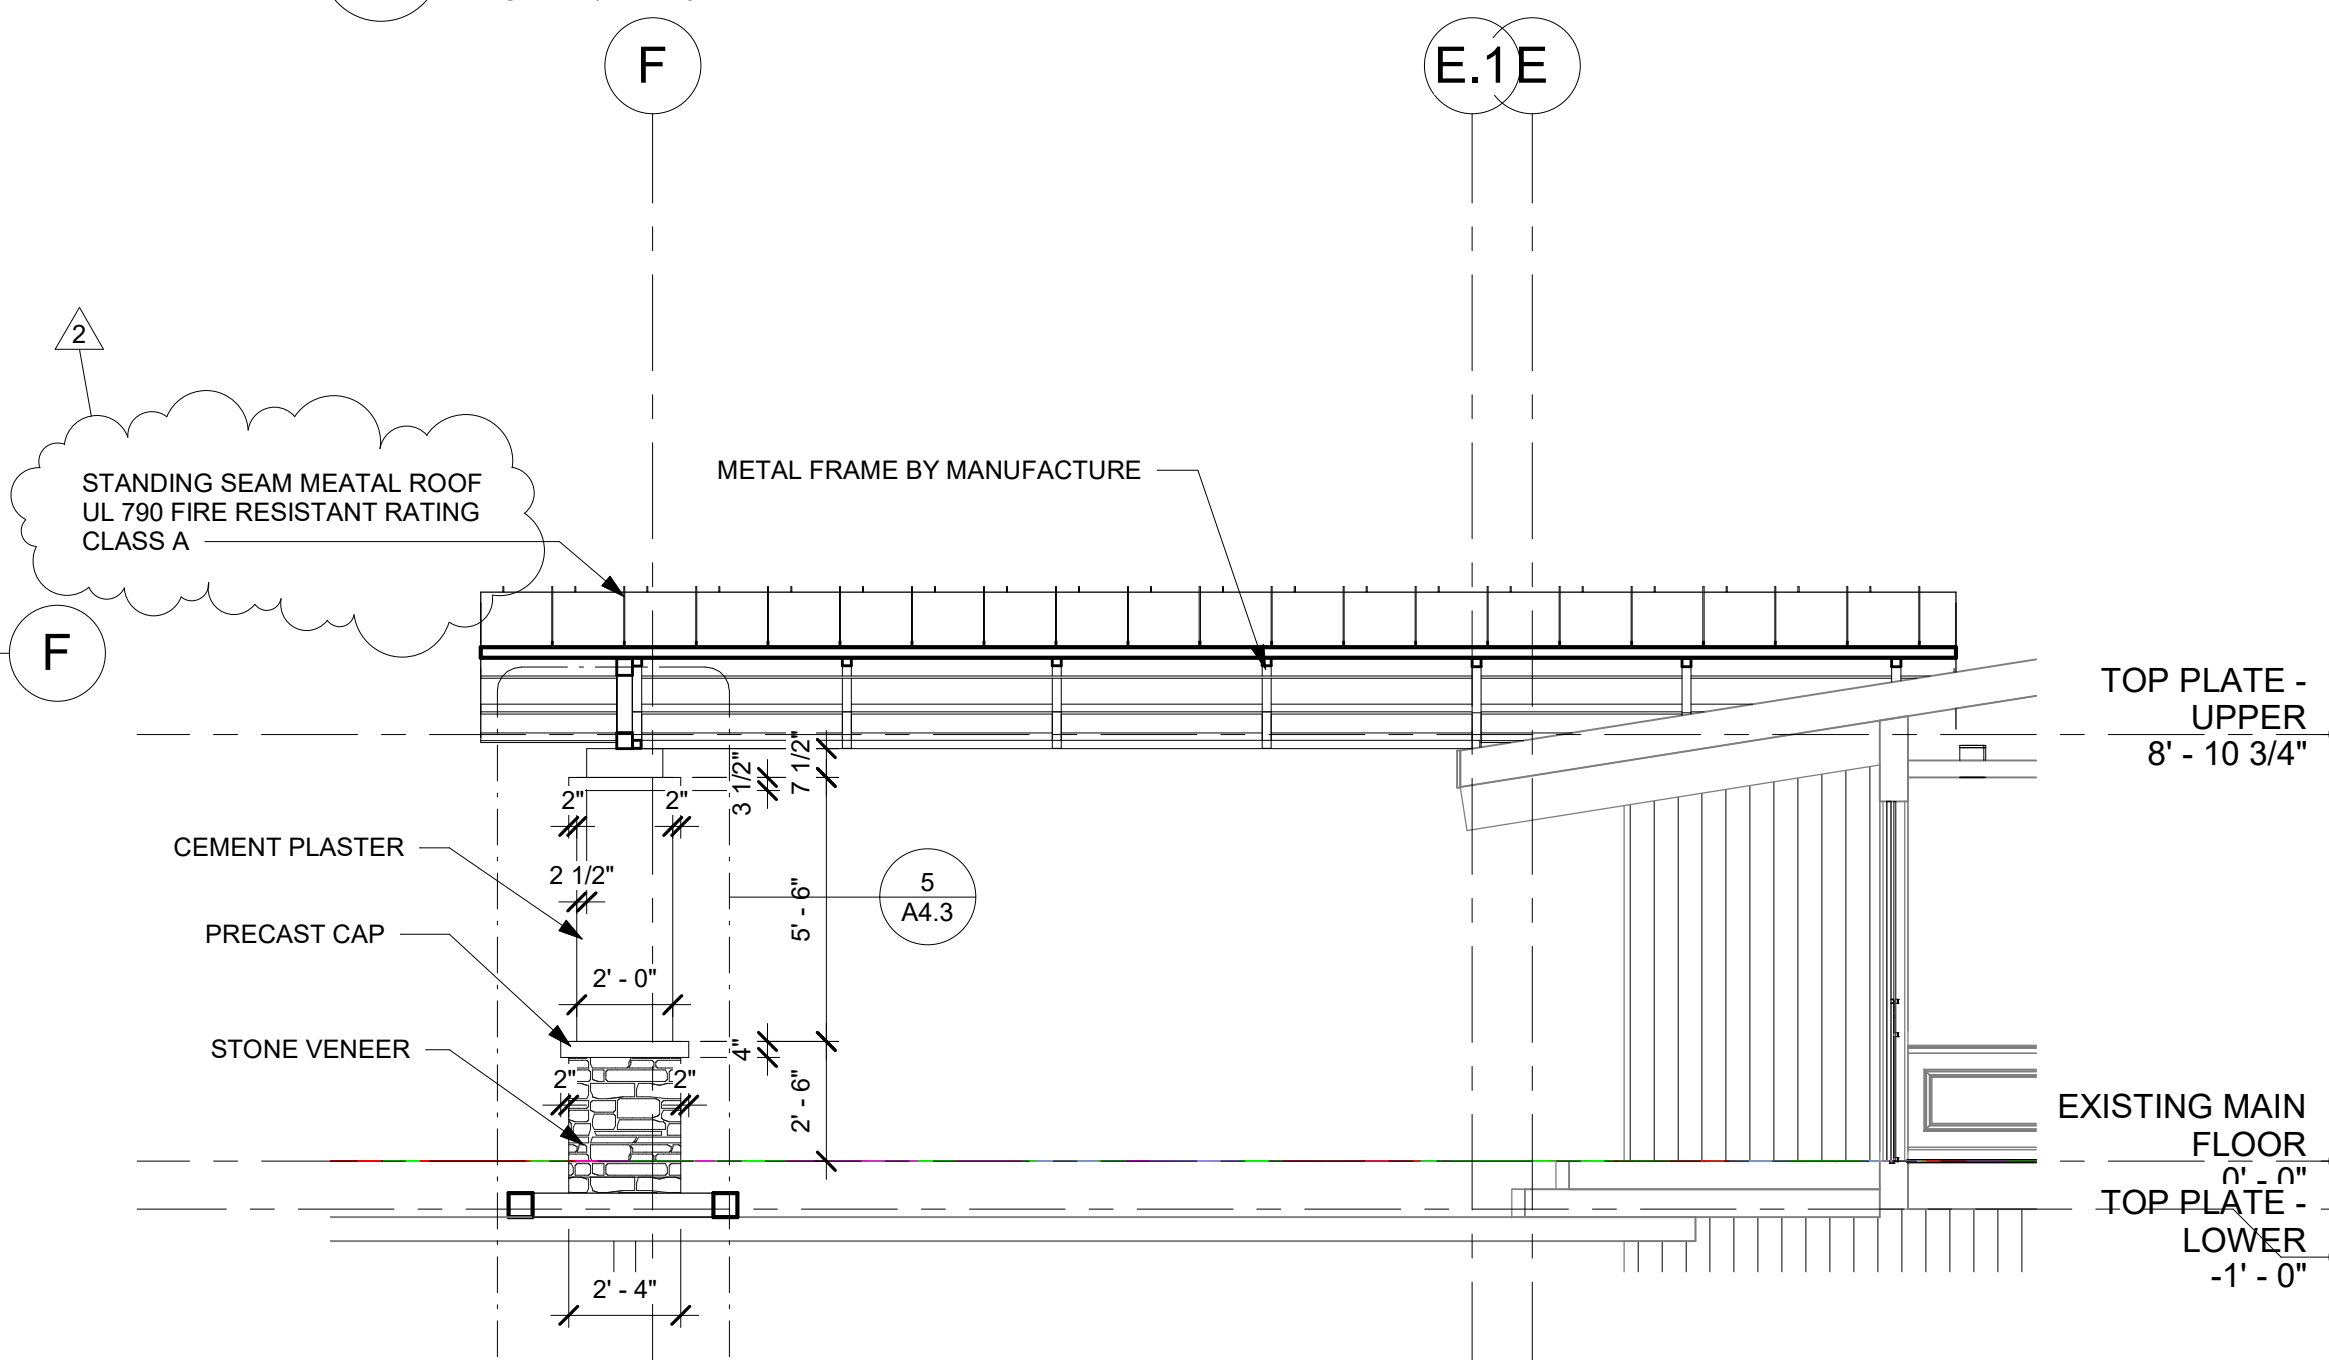 F
E.1
E
2
STANDING SEAM MEATAL ROOF
UL 790 FIRE RESISTANT RATING
CLASS A
METAL FRAME BY MANUFACTURE
F
TOP PLATE -
UPPER
8' - 10 3/4"
7 1/2"
3 1/2"
2"
2"
CEMENT PLASTER
2 1/2"
5
A4.3
5' - 6"
PRECAST CAP
2' - 0"
STONE VENEER
4"
2"
2"
2' - 6"
EXISTING MAIN
FLOOR
0' - 0"
TOP PLATE -
LOWER
-1' - 0"
2' - 4"